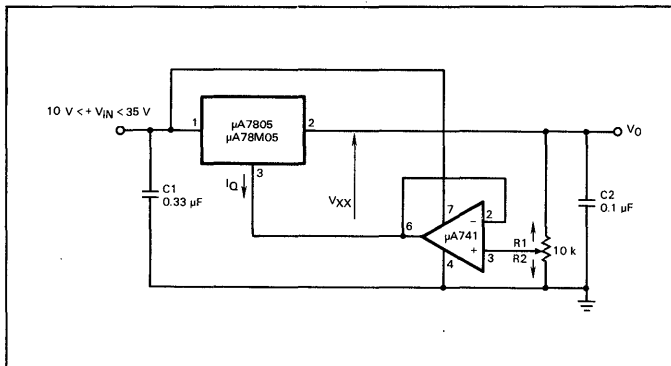 10 V < + VIN < 35 V
1
μA7805
μA78M05
2
VO
3
IQ
C1
0.33 μF
VXX
C2
0.1 μF
7
2
6
−
μA741
+
3
4
R1
R2
10 k